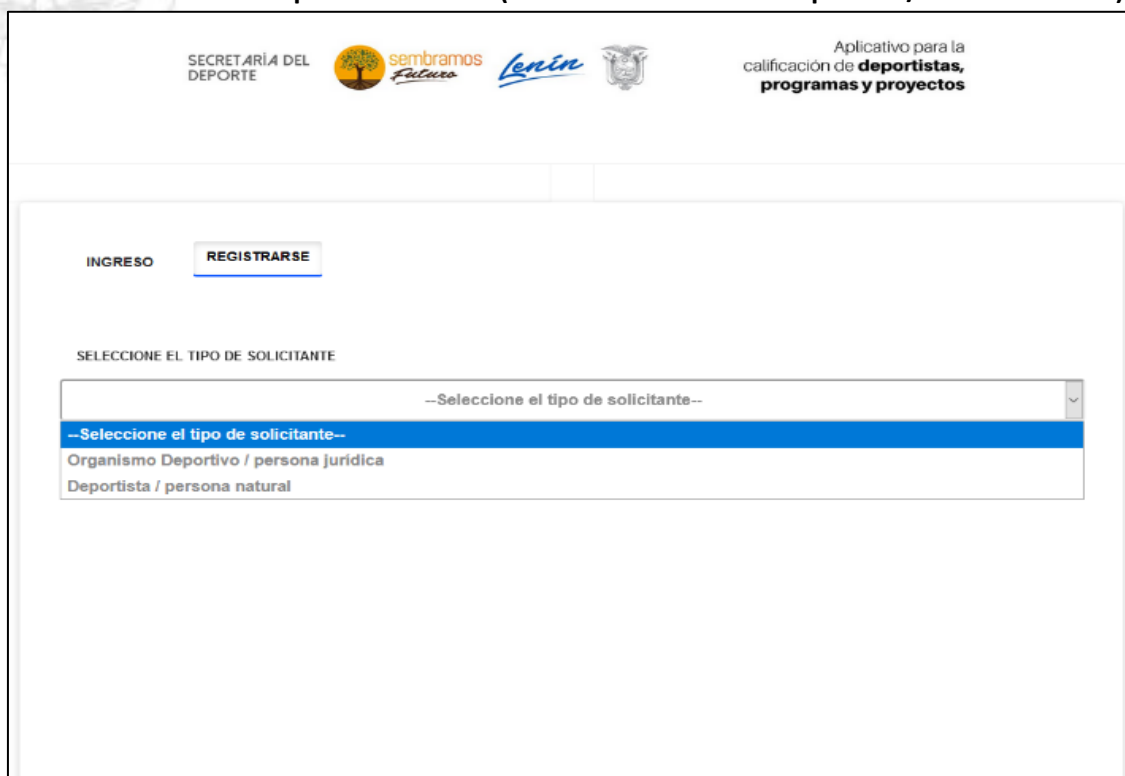 SECRETARÍA DEL
DEPORTE
sembramos
Futuro
Lenín
Aplicativo para la
calificación de deportistas,
programas y proyectos
INGRESO
REGISTRARSE
SELECCIONE EL TIPO DE SOLICITANTE
--Seleccione el tipo de solicitante--
--Seleccione el tipo de solicitante--
Organismo Deportivo / persona jurídica
Deportista / persona natural